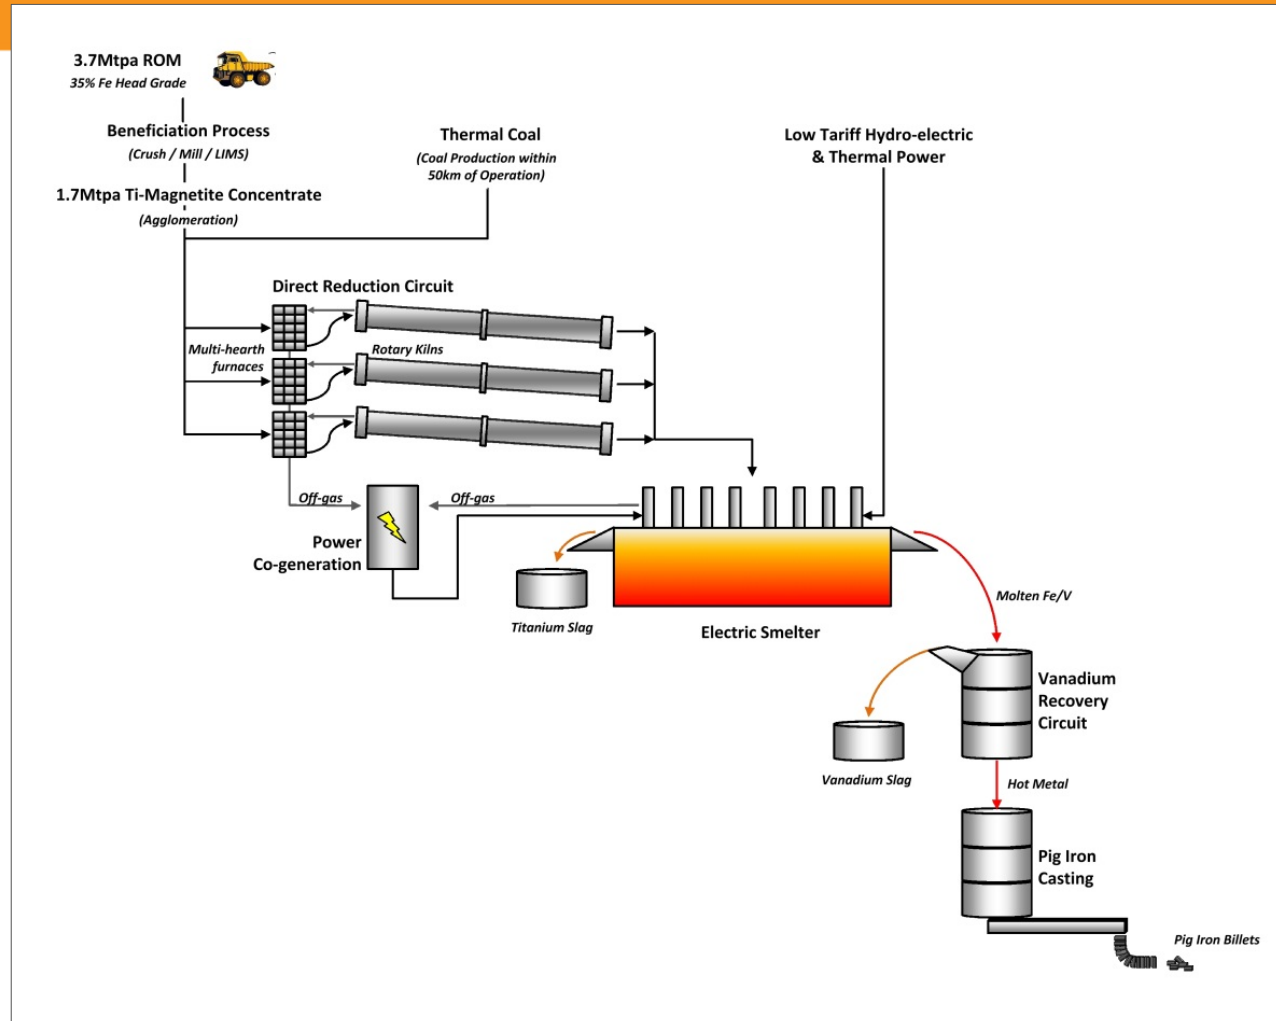 3.7Mtpa ROM
35% Fe Head Grade
Beneficiation Process
(Crush / Mill / LIMS)
1.7Mtpa Ti-Magnetite Concentrate
(Agglomeration)
Thermal Coal
(Coal Production within
50km of Operation)
Low Tariff Hydro-electric
& Thermal Power
Direct Reduction Circuit
Multi-hearth
furnaces
Rotary Kilns
Off-gas
Off-gas
Power
Co-generation
Titanium Slag
Electric Smelter
Molten Fe/V
Vanadium
Recovery
Circuit
Vanadium Slag
Hot Metal
Pig Iron
Casting
Pig Iron Billets